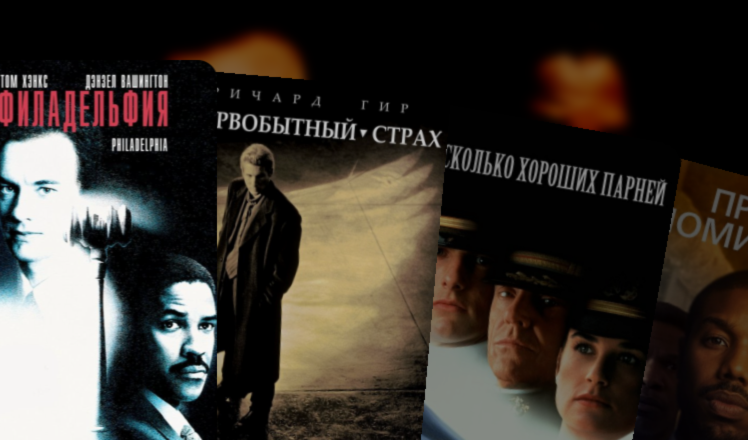 ТОМ ХЭНКС ДЭНЗЕЛ ВАШИНГТОН
ФИЛАДЕЛЬФИЯ
PHILADELPHIA
ИЧАРД ГИР
РВОБЫТНЫЙ СТРАХ
СКОЛЬКО ХОРОШИХ ПАРНЕЙ
ПР
ОМИ